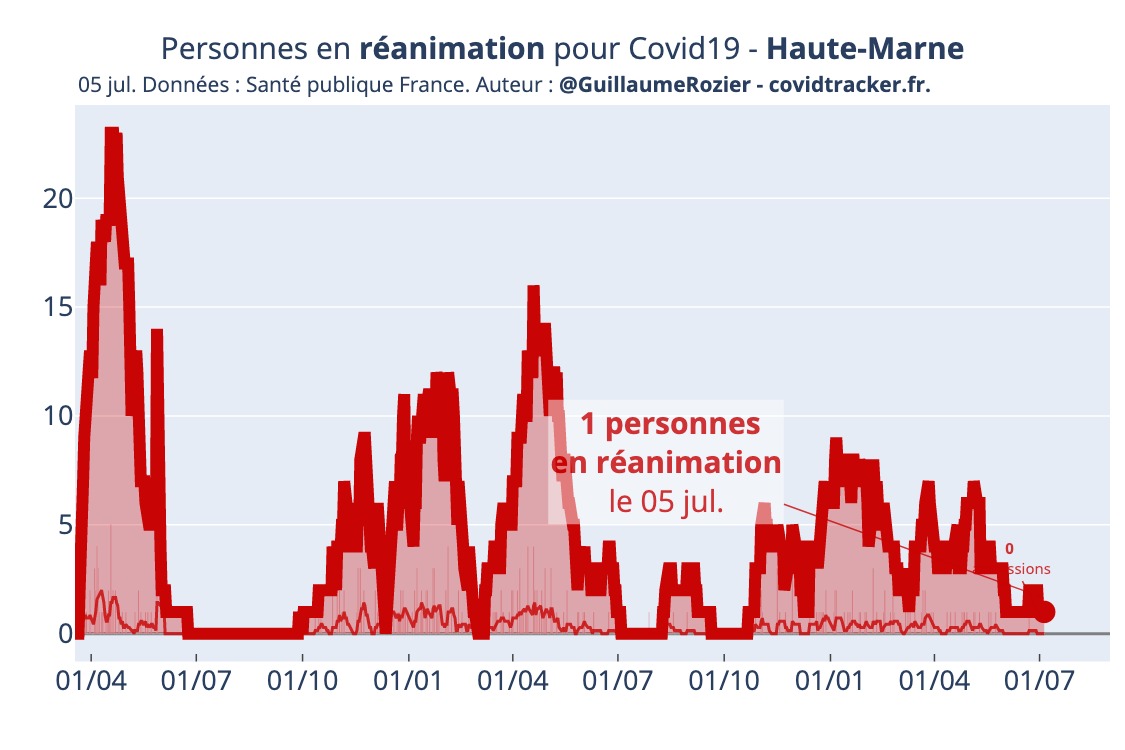 Personnes en réanimation pour Covid19 - Haute-Marne
05 jul. Données : Santé publique France. Auteur : @GuillaumeRozier - covidtracker.fr.
20
15
10
5
0
1 personnes
en réanimation
le 05 jul.
0
01/04 01/07 01/10 01/01 01/04 01/07 01/10 01/01 01/04 01/07